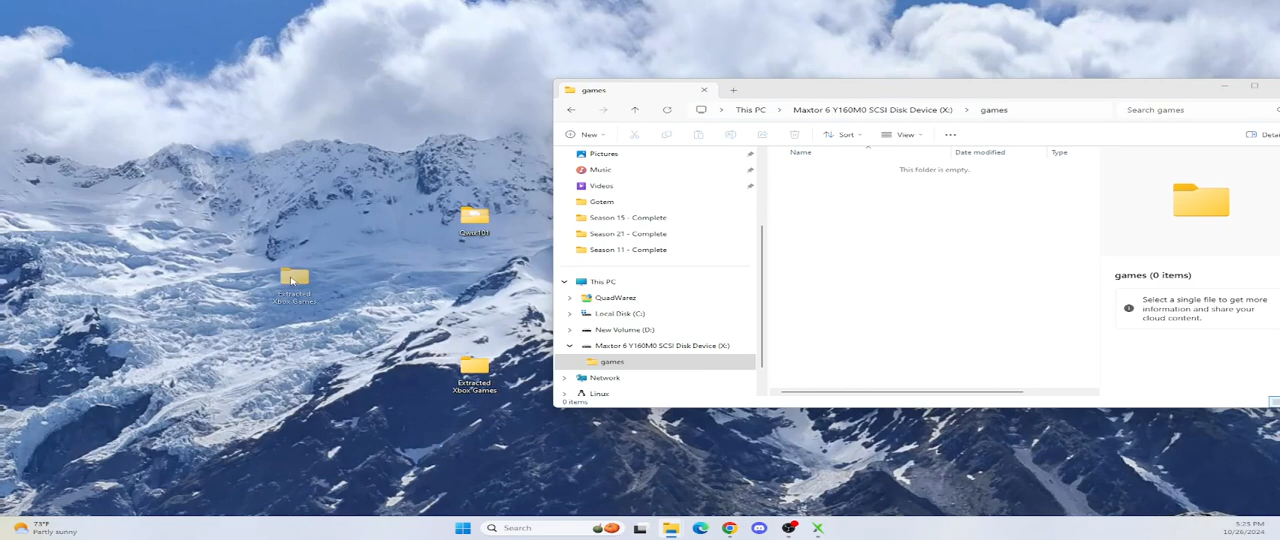 games
This PC
Maxtor 6 Y160M0 SCSI Disk Device (X:)
games
Search games
New
Sort
View
Pictures
Music
Videos
Gotem
Season 15 - Complete
Season 21 - Complete
Season 11 - Complete
This PC
QuadWarez
Local Disk (C:)
New Volume (D:)
Maxtor 6 Y160M0 SCSI Disk Device (X:)
games
Network
Linux
0 items
Name
Date modified
Type
This folder is empty.
games (0 items)
Select a single file to get more
information and share your
cloud content.
Extracted
Xbox Games
Extracted
Xbox Games
73°F
Partly sunny
Search
5:25 PM
10/26/2024